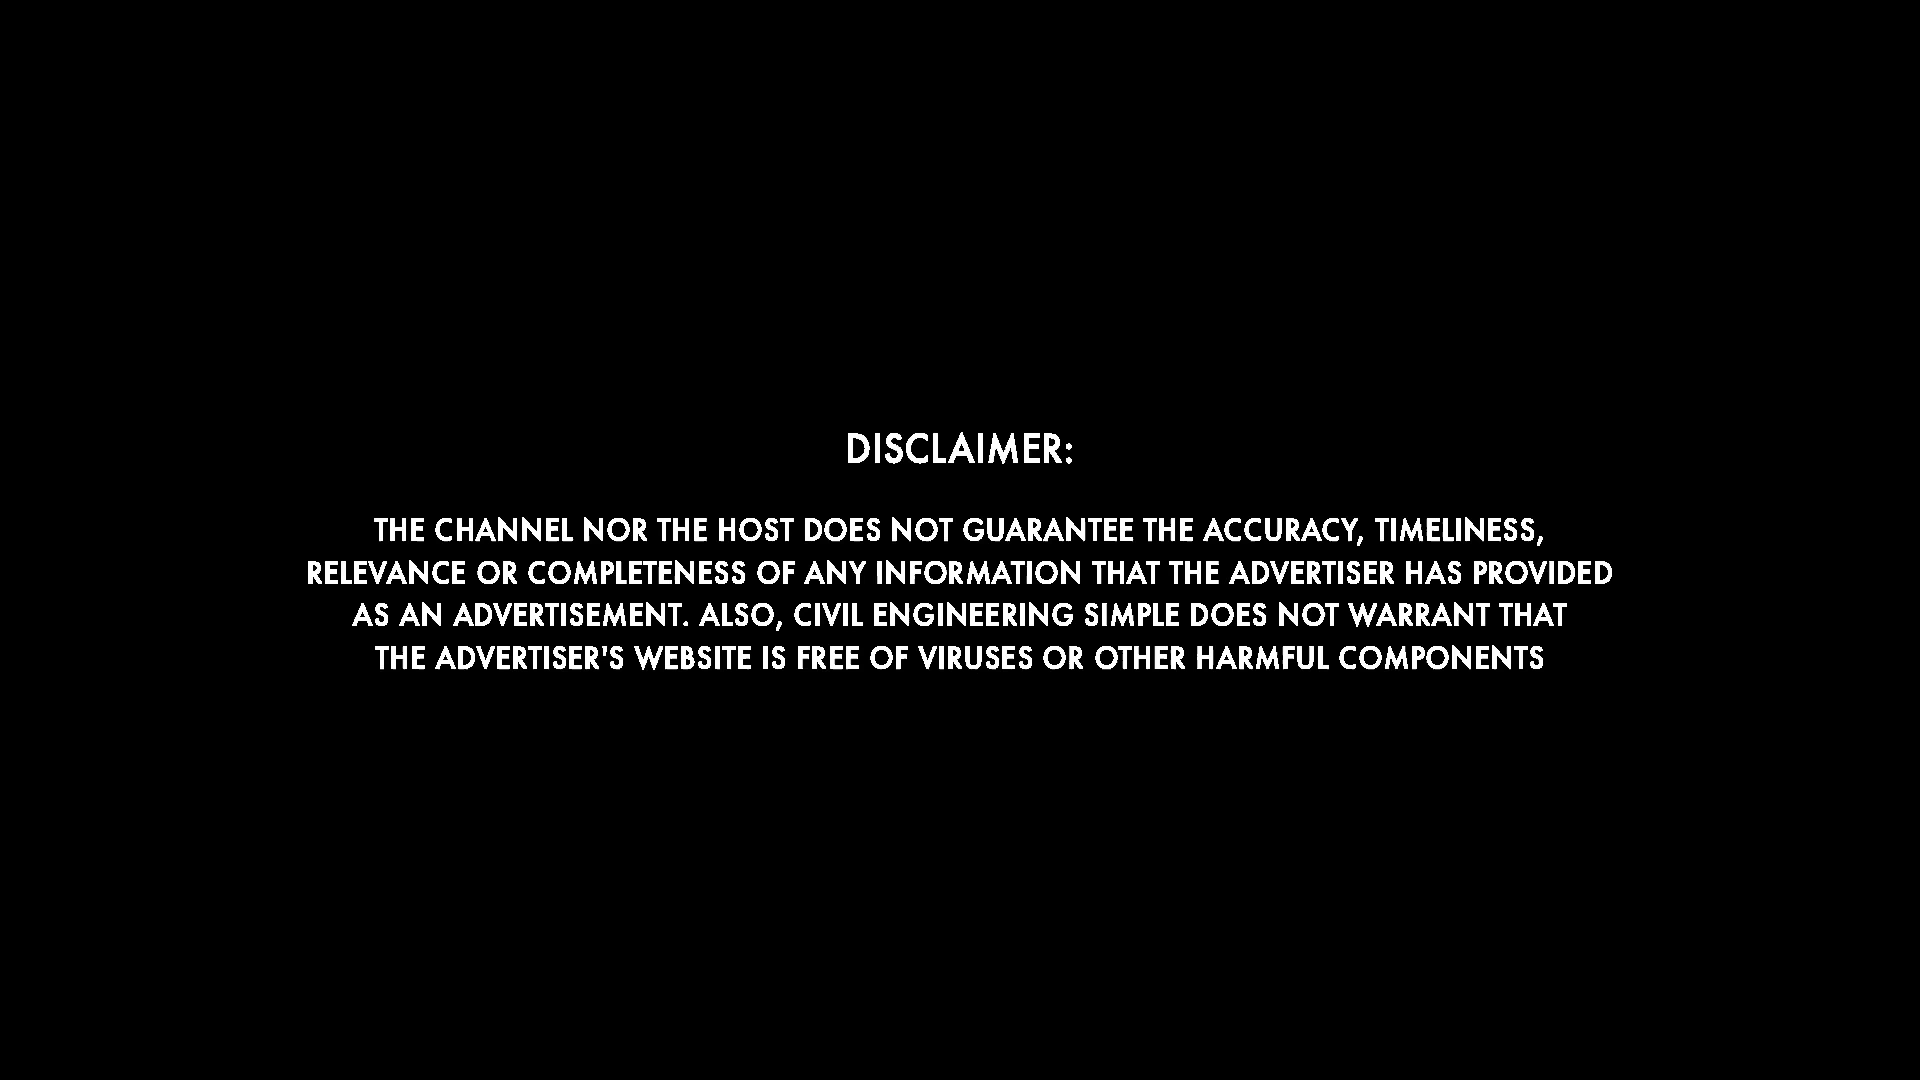 DISCLAIMER:
THE CHANNEL NOR THE HOST DOES NOT GUARANTEE THE ACCURACY, TIMELINESS,
RELEVANCE OR COMPLETENESS OF ANY INFORMATION THAT THE ADVERTISER HAS PROVIDED
AS AN ADVERTISEMENT. ALSO, CIVIL ENGINEERING SIMPLE DOES NOT WARRANT THAT
THE ADVERTISER'S WEBSITE IS FREE OF VIRUSES OR OTHER HARMFUL COMPONENTS